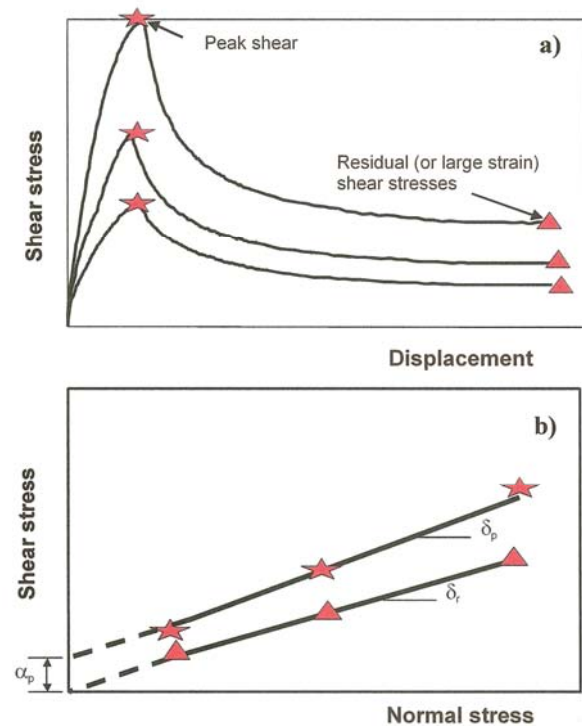 a)
Peak shear
Residual (or large strain)
shear stresses
Shear stress
Displacement
b)
δp
δr
αp
Shear stress
Normal stress